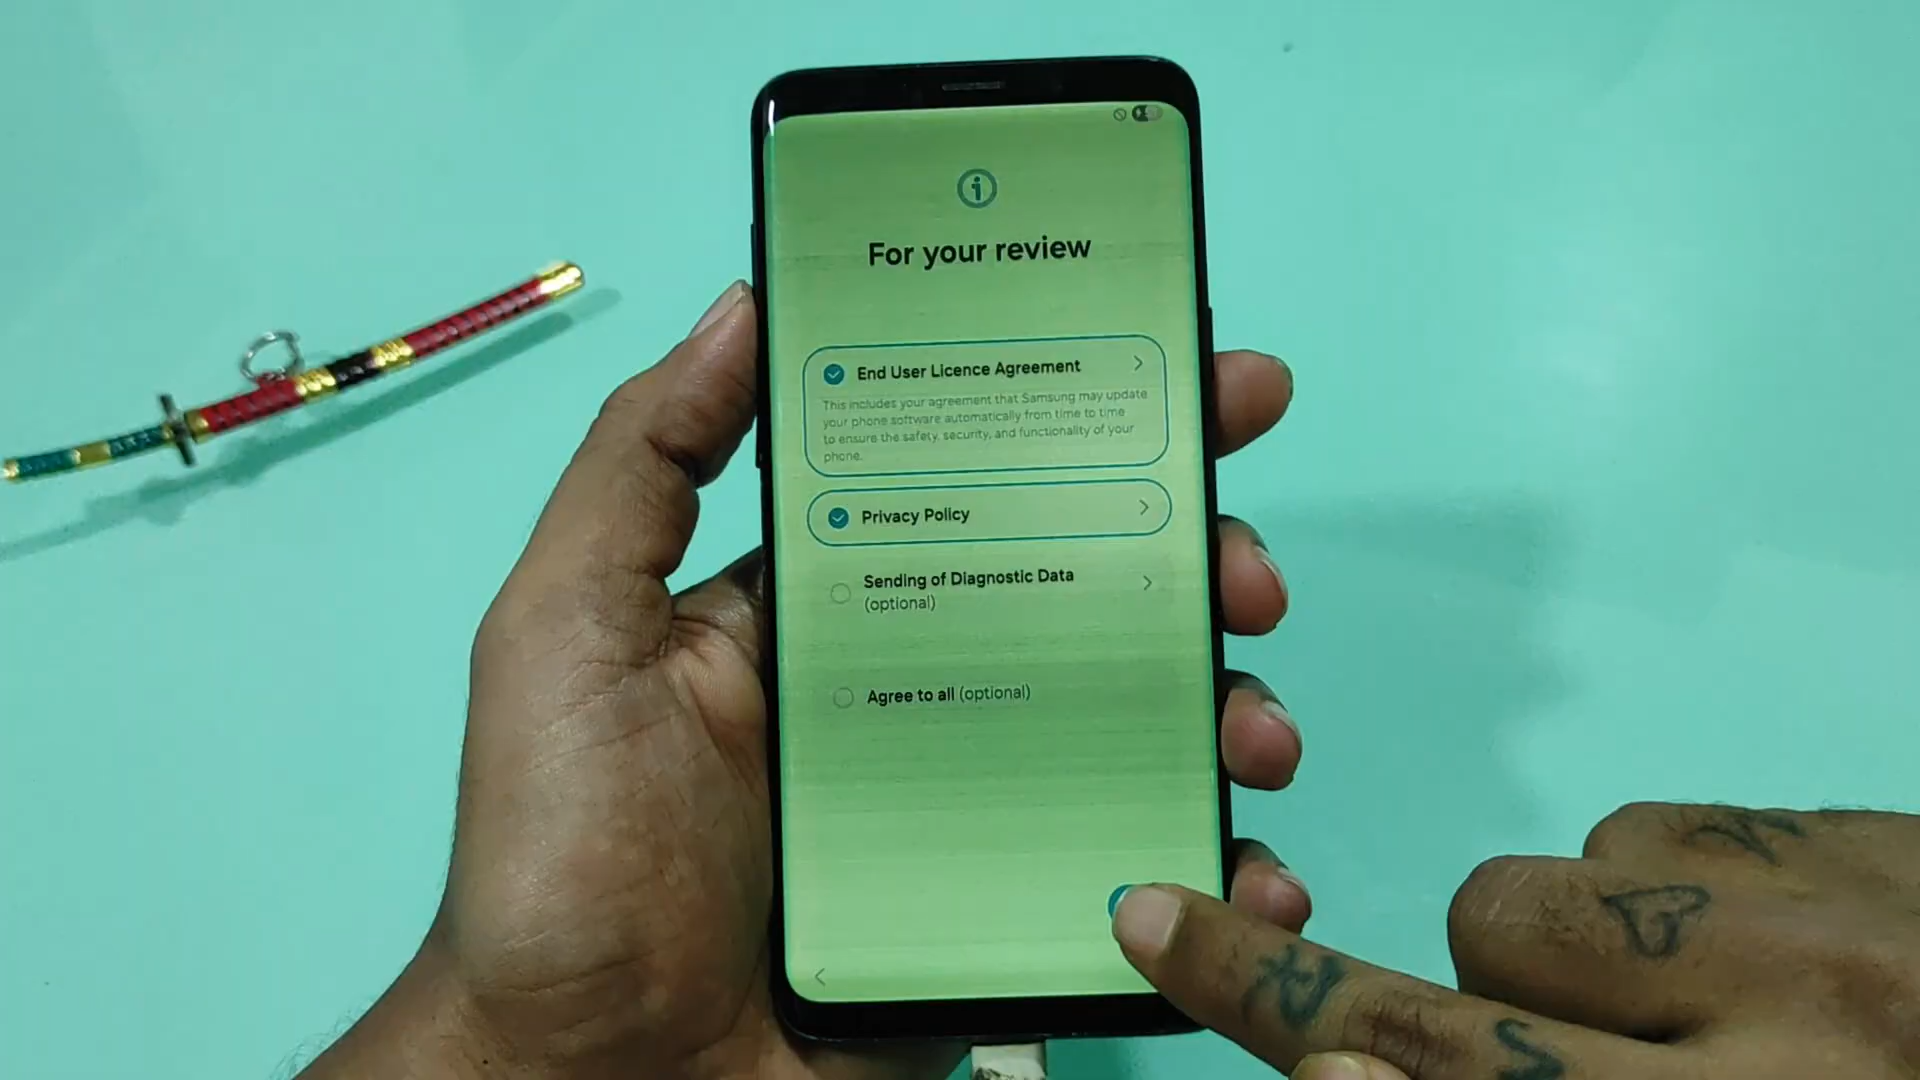 For your review
End User Licence Agreement
This includes your agreement that Samsung may update
your phone software automatically from time to time
to ensure the safety, security, and functionality of your
phone.
Privacy Policy
Sending of Diagnostic Data
(optional)
Agree to all (optional)